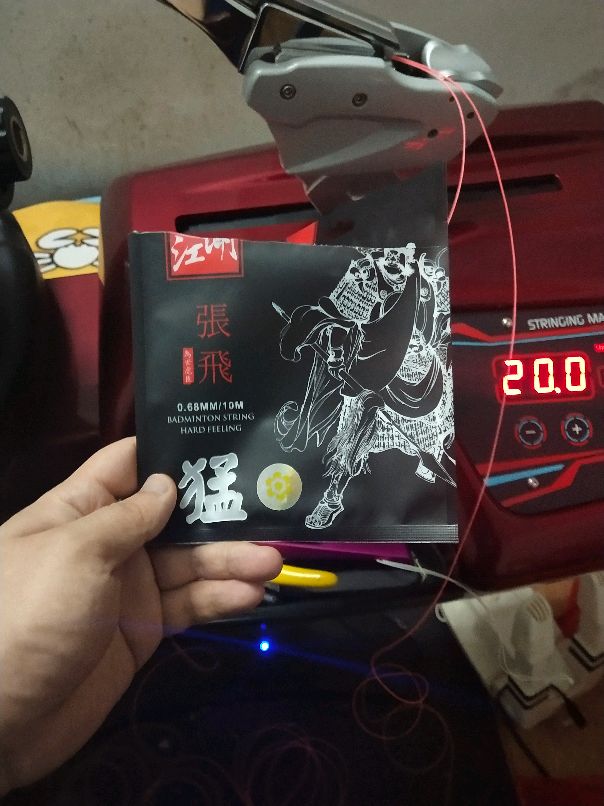 江湖
張飛
0.68MM/10M
BADMINTON STRING
HARD FEELING
猛
STRINGING MA
20.0